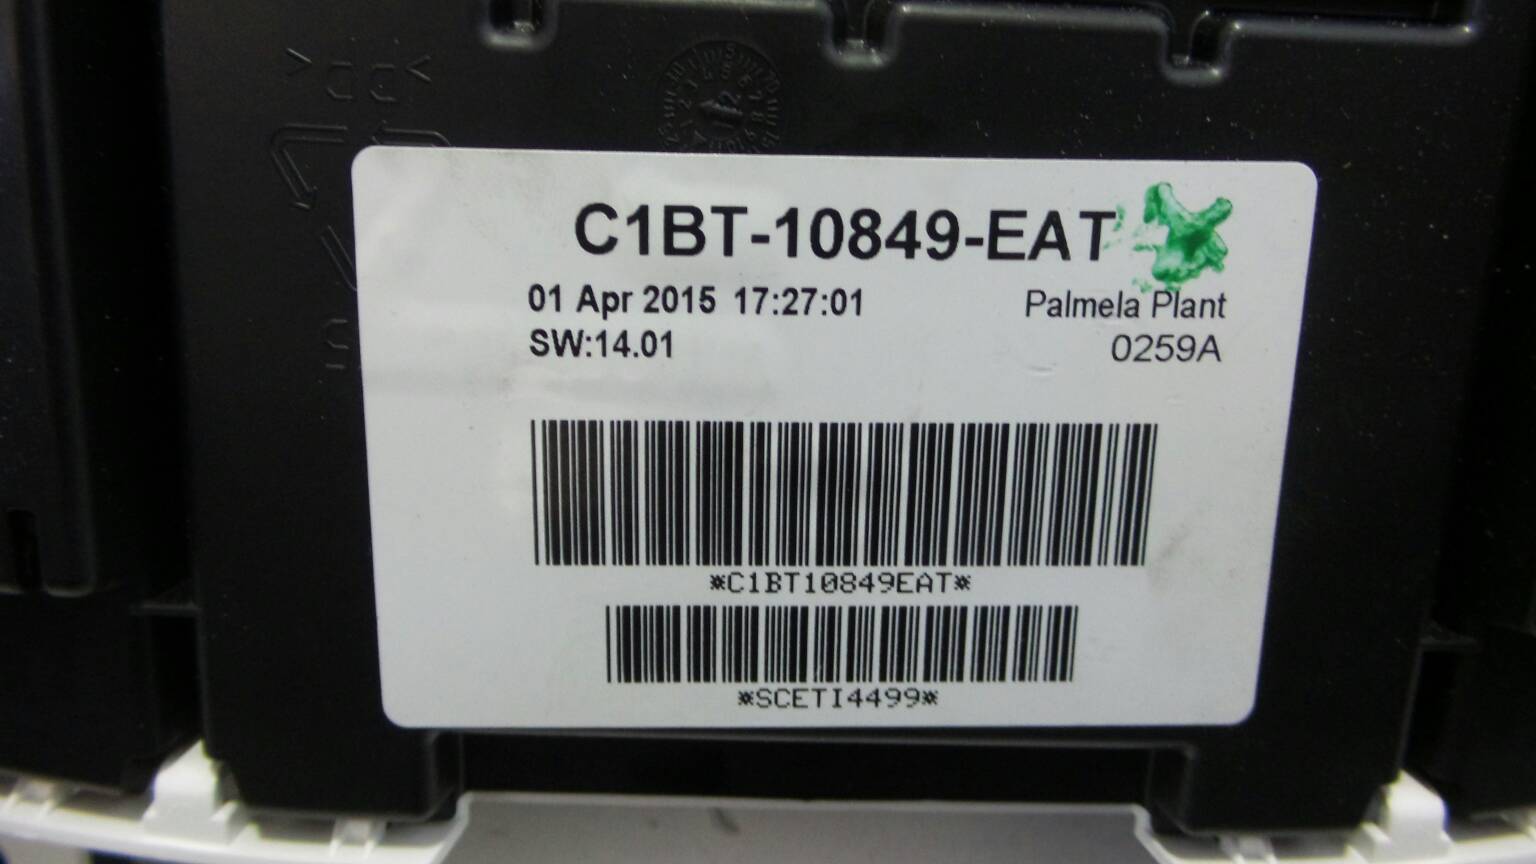 C1BT-10849-EAT
01 Apr 2015 17:27:01
Palmela Plant
SW:14.01
0259A
*C1BT10849EAT*
*SCETI4499*